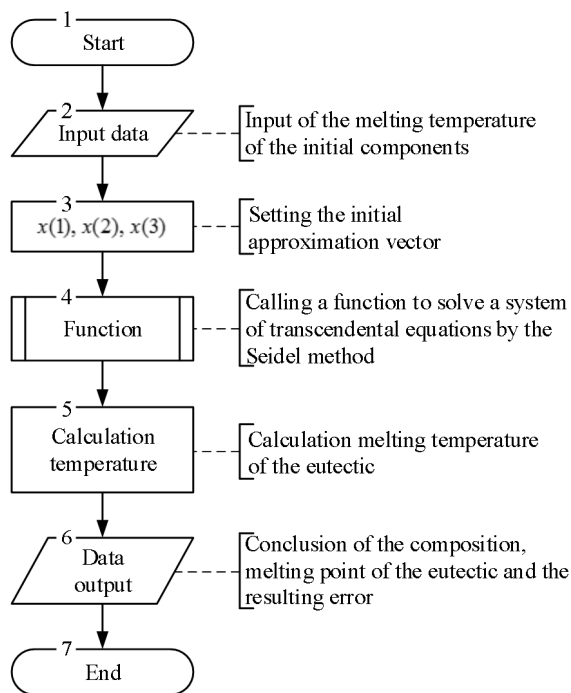 1
Start
2
Input data
Input of the melting temperature
of the initial components
3
x(1), x(2), x(3)
Setting the initial
approximation vector
4
Function
Calling a function to solve a system
of transcendental equations by the
Seidel method
5
Calculation
temperature
Calculation melting temperature
of the eutectic
6
Data
output
Conclusion of the composition,
melting point of the eutectic and the
resulting error
7
End